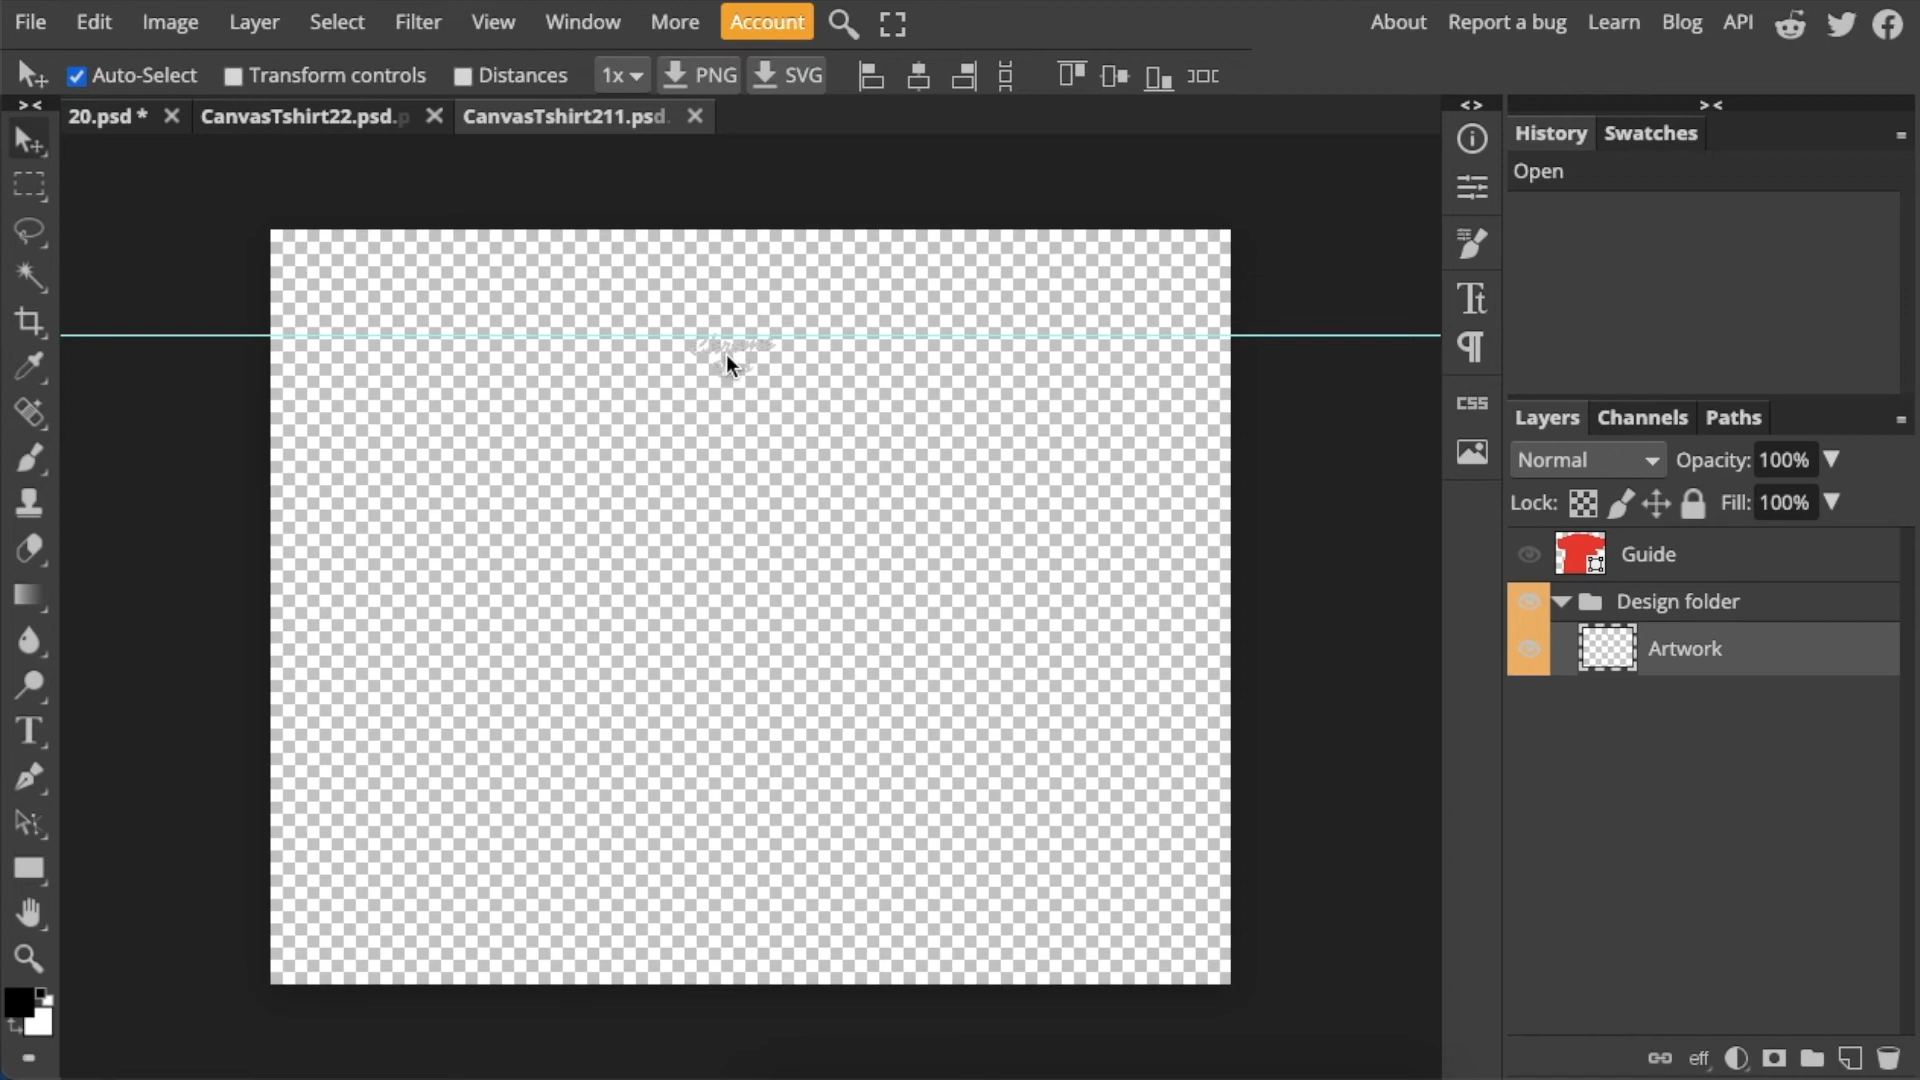 File Edit Image Layer Select Filter View Window More Account About Report a bug Learn Blog API
Auto-Select Transform controls Distances 1x PNG SVG
20.psd * CanvasTshirt22.psd. CanvasTshirt211.psd.
History Swatches
Open
Tt
CSS
Layers Channels Paths
Normal Opacity: 100%
Lock: Fill: 100%
Guide
Design folder
Artwork
T
eff